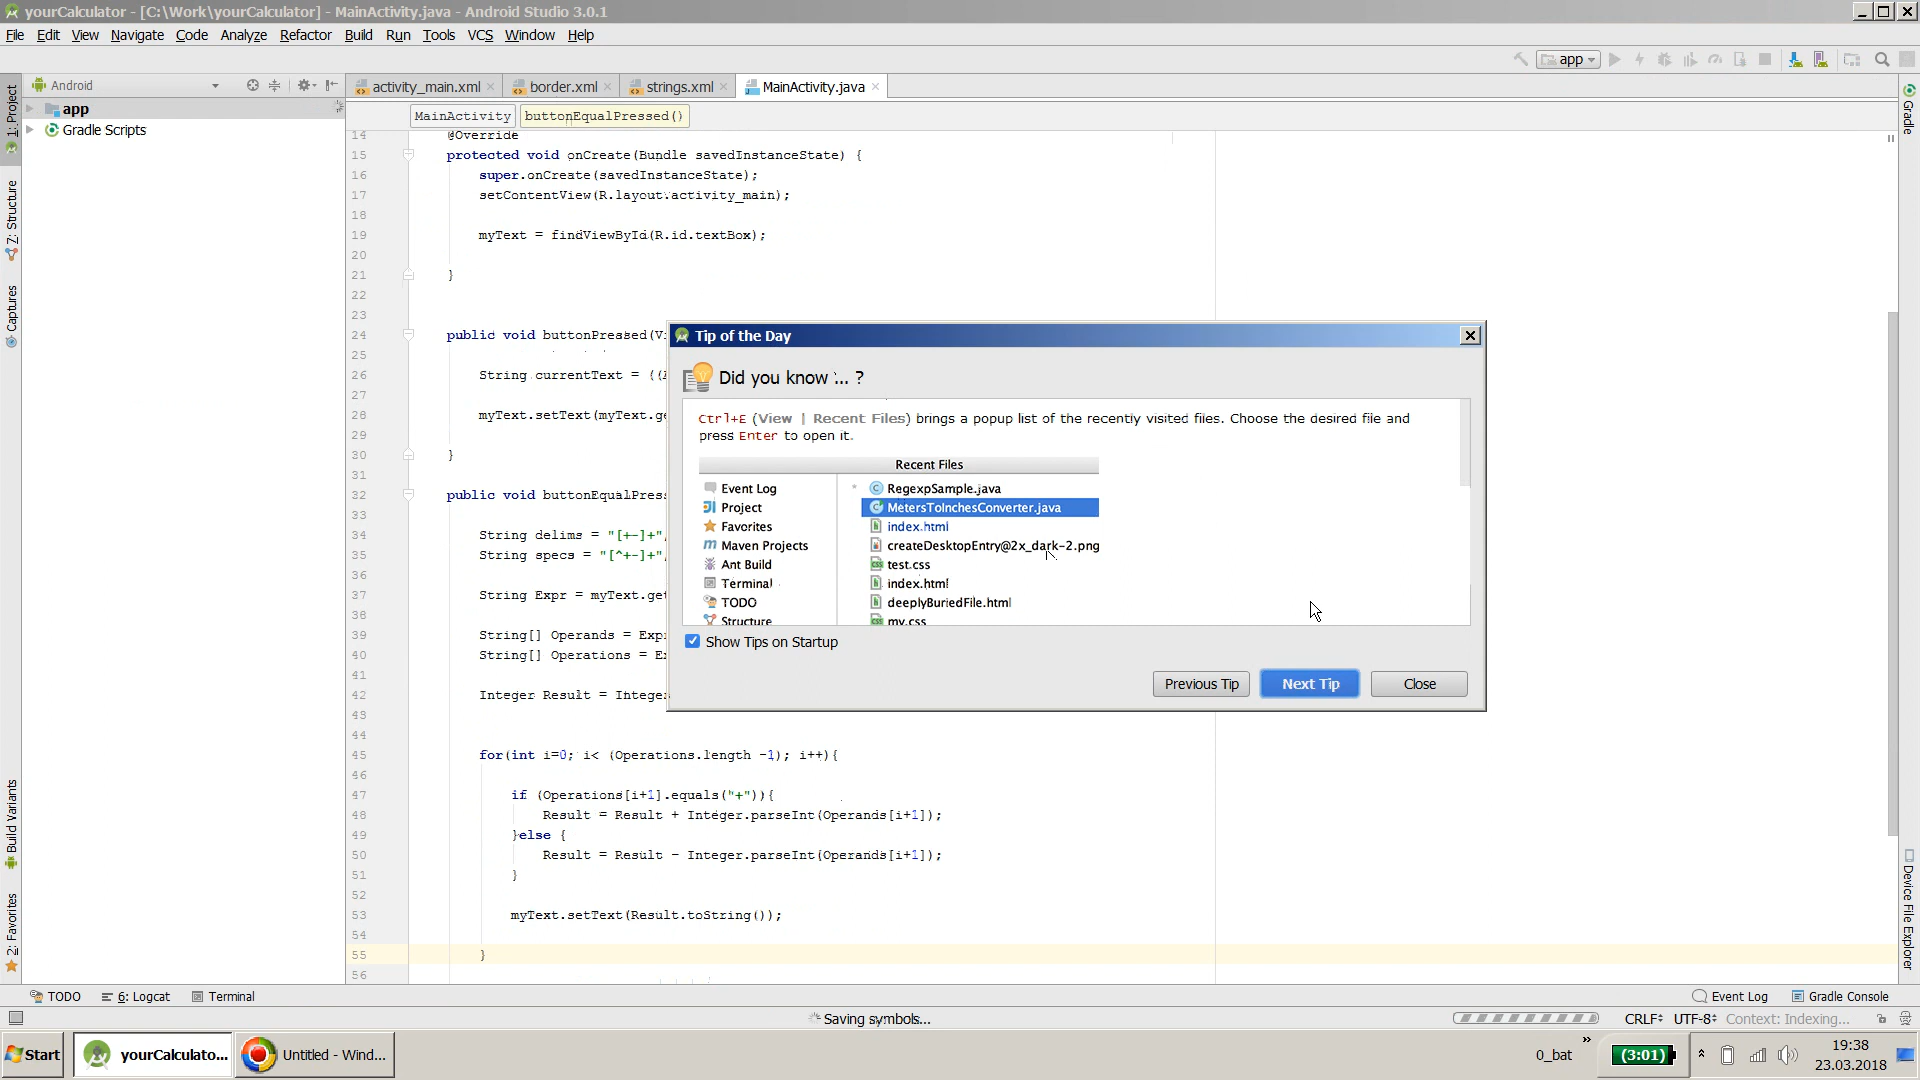 yourCalculator - [C:\Work\yourCalculator] - MainActivity.java - Android Studio 3.0.1
File Edit View Navigate Code Analyze Refactor Build Run Tools VCS Window Help
app
Android
activity_main.xml border.xml strings.xml MainActivity.java
MainActivity buttonEqualPressed()
1: Project
Z: Structure
Captures
Build Variants
2: Favorites
app
Gradle Scripts
Gradle
Device File Explorer
14 @Override
15 protected void onCreate(Bundle savedInstanceState) {
16 super.onCreate(savedInstanceState);
17 setContentView(R.layout.activity_main);
18
19 myText = findViewById(R.id.textBox);
20
21 }
22
23
24 public void buttonPressed(Vi
25
26 String currentText = ((
27
28 myText.setText(myText.ge
29
30 }
31
32 public void buttonEqualPress
33
34 String delims = "[+-]+"
35 String specs = "[^+-]+"
36
37 String Expr = myText.get
38
39 String[] Operands = Exp
40 String[] Operations = Ex
41
42 Integer Result = Integer
43
44
45 for(int i=0; i< (Operations.length -1); i++){
46
47 if (Operations[i+1].equals("+")){
48 Result = Result + Integer.parseInt(Operands[i+1]);
49 }else {
50 Result = Result - Integer.parseInt(Operands[i+1]);
51 }
52
53 myText.setText(Result.toString());
54
55 }
56
Tip of the Day
Did you know ... ?
Ctrl+E (View | Recent Files) brings a popup list of the recently visited files. Choose the desired file and
press Enter to open it.
Recent Files
Event Log
Project
Favorites
Maven Projects
Ant Build
Terminal
TODO
Structure
RegexpSample.java
MetersToInchesConverter.java
index.html
createDesktopEntry@2x_dark-2.png
test.css
index.html
deeplyBuriedFile.html
my.css
Show Tips on Startup
Previous Tip Next Tip Close
TODO 6: Logcat Terminal Event Log Gradle Console
Saving symbols... CRLF UTF-8 Context: Indexing...
Start yourCalculato... Untitled - Wind... 0_bat » (3:01) 19:38
23.03.2018